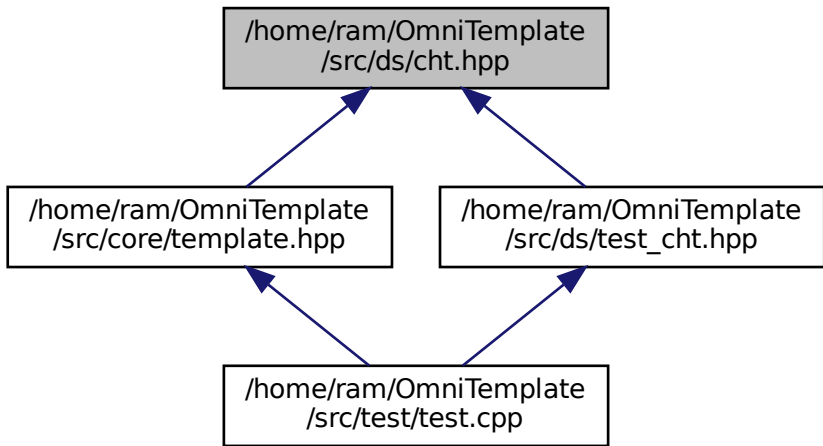 /home/ram/OmniTemplate
/src/ds/cht.hpp
/home/ram/OmniTemplate
/src/core/template.hpp
/home/ram/OmniTemplate
/src/ds/test_cht.hpp
/home/ram/OmniTemplate
/src/test/test.cpp